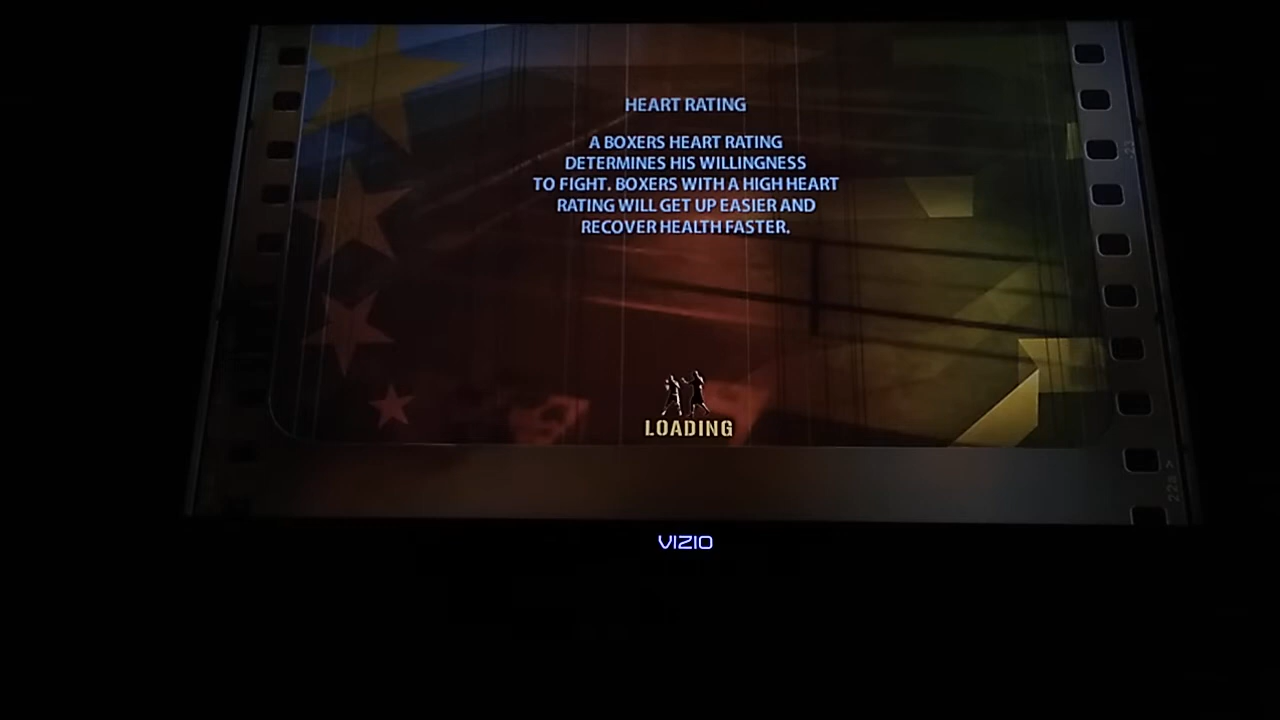 HEART RATING
A BOXERS HEART RATING
DETERMINES HIS WILLINGNESS
TO FIGHT. BOXERS WITH A HIGH HEART
RATING WILL GET UP EASIER AND
RECOVER HEALTH FASTER.
LOADING
22a >
VIZIO